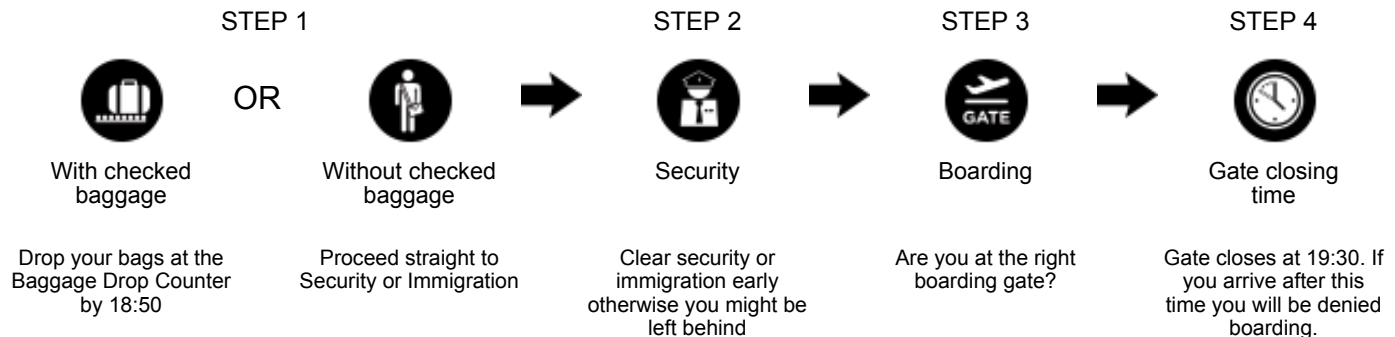 STEP 1
STEP 2
STEP 3
STEP 4
OR
GATE
With checked
baggage
Without checked
baggage
Security
Boarding
Gate closing
time
Drop your bags at the
Baggage Drop Counter
by 18:50
Proceed straight to
Security or Immigration
Clear security or
immigration early
otherwise you might be
left behind
Are you at the right
boarding gate?
Gate closes at 19:30. If
you arrive after this
time you will be denied
boarding.